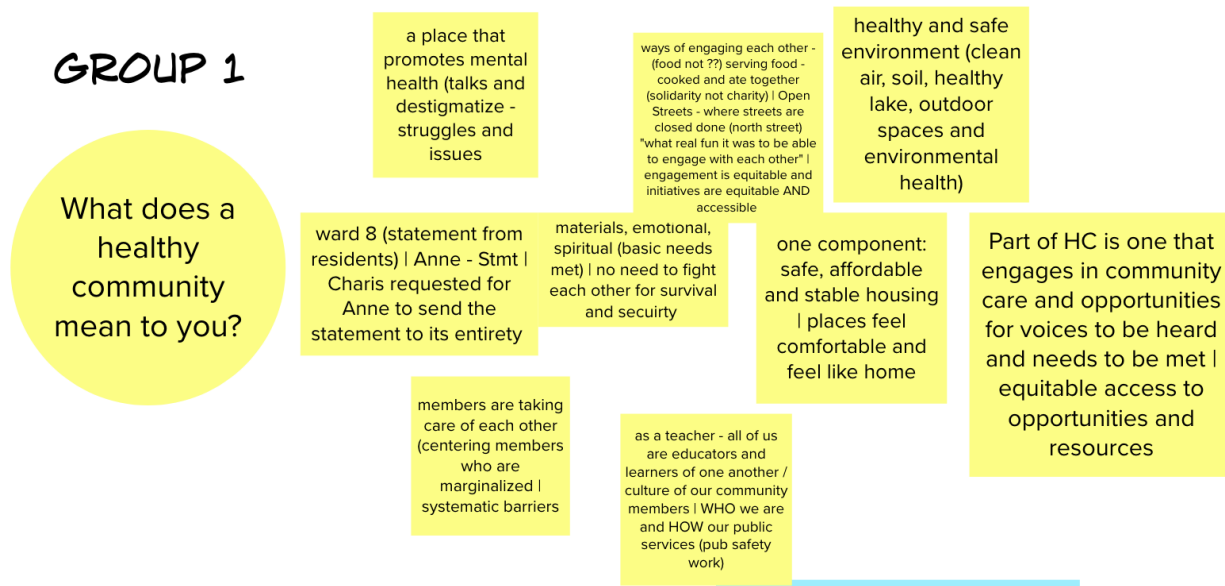 GROUP 1
What does a
healthy
community
mean to you?
a place that
promotes mental
health (talks and
destigmatize -
struggles and
issues
ways of engaging each other -
(food not ??) serving food -
cooked and ate together
(solidarity not charity) | Open
Streets - where streets are
closed done (north street)
"what real fun it was to be able
to engage with each other" |
engagement is equitable and
initiatives are equitable AND
accessible
healthy and safe
environment (clean
air, soil, healthy
lake, outdoor
spaces and
environmental
health)
ward 8 (statement from
residents) | Anne - Stmt |
Charis requested for
Anne to send the
statement to its entirety
materials, emotional,
spiritual (basic needs
met) | no need to fight
each other for survival
and secuirty
one component:
safe, affordable
and stable housing
| places feel
comfortable and
feel like home
Part of HC is one that
engages in community
care and opportunities
for voices to be heard
and needs to be met |
equitable access to
opportunities and
resources
members are taking
care of each other
(centering members
who are
marginalized |
systematic barriers
as a teacher - all of us
are educators and
learners of one another /
culture of our community
members | WHO we are
and HOW our public
services (pub safety
work)